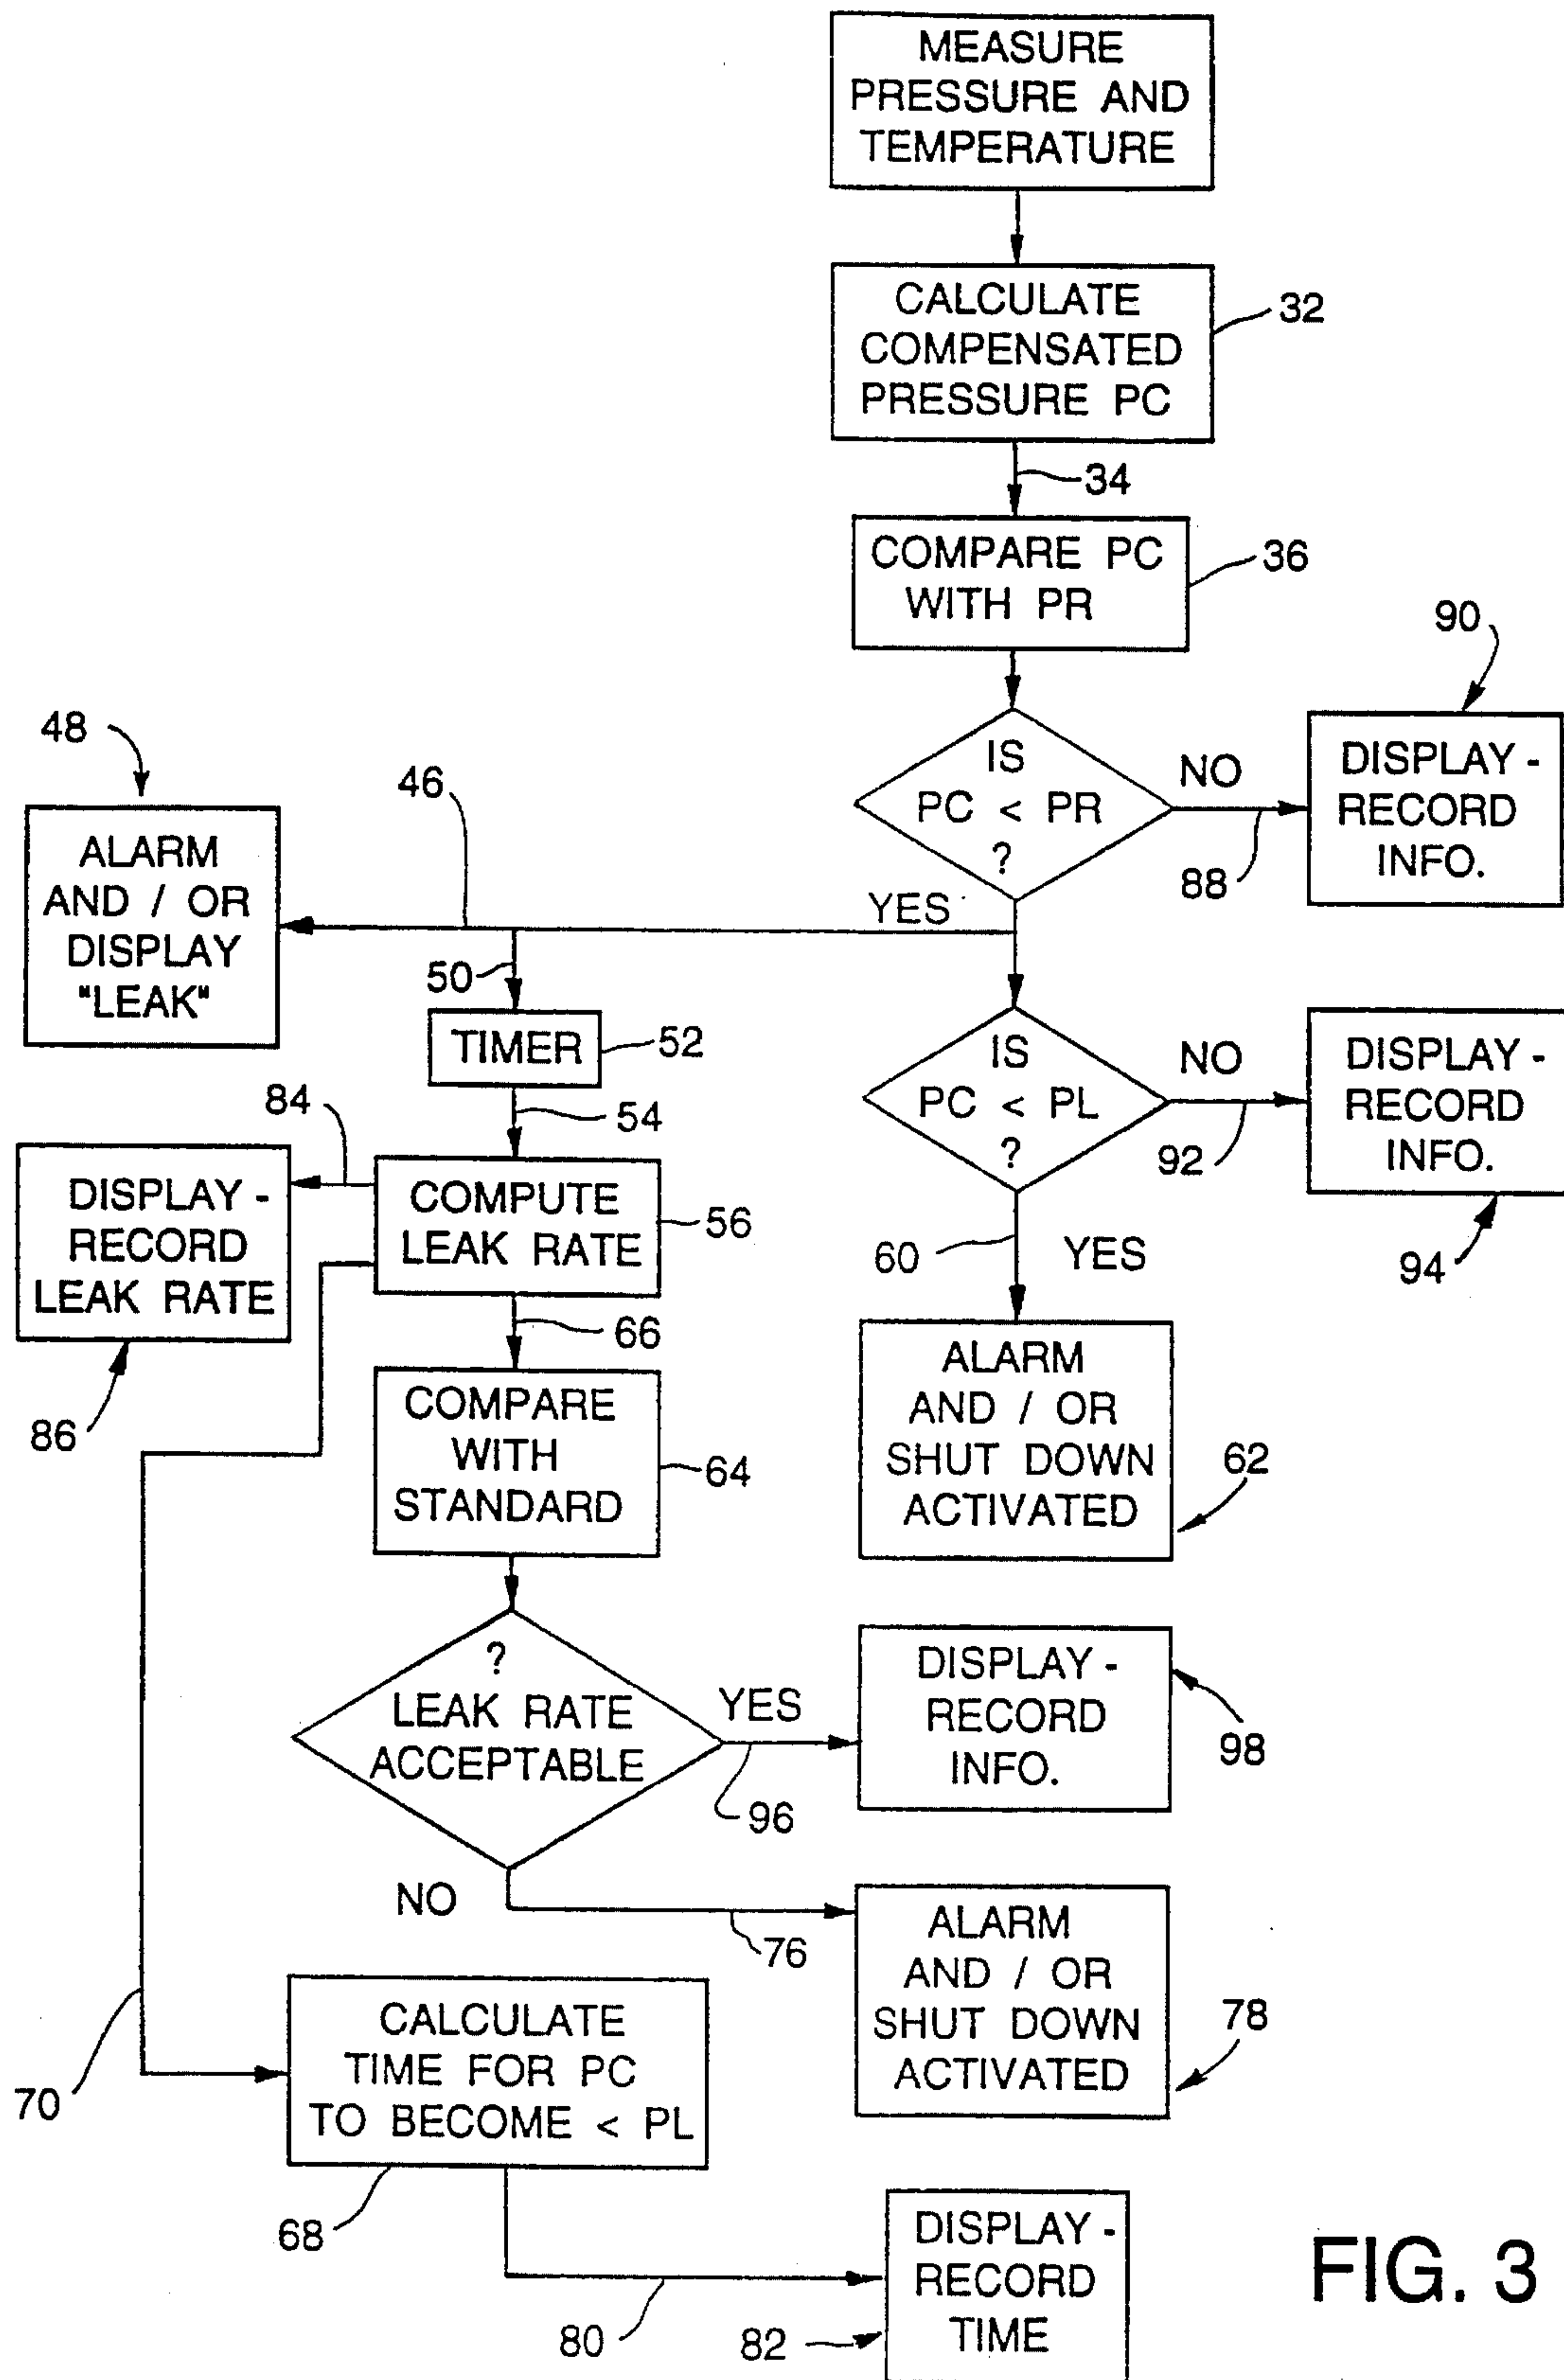 MEASURE
PRESSURE AND
TEMPERATURE
CALCULATE
COMPENSATED
PRESSURE PC
32
34
COMPARE PC
WITH PR
36
IS
PC < PR
?
NO
88
90
DISPLAY -
RECORD
INFO.
YES
46
48
ALARM
AND / OR
DISPLAY
"LEAK"
50
TIMER
52
54
IS
PC < PL
?
NO
92
DISPLAY -
RECORD
INFO.
94
84
DISPLAY -
RECORD
LEAK RATE
86
COMPUTE
LEAK RATE
56
60
YES
66
ALARM
AND / OR
SHUT DOWN
ACTIVATED
62
COMPARE
WITH
STANDARD
64
?
LEAK RATE
ACCEPTABLE
YES
96
DISPLAY -
RECORD
INFO.
98
NO
76
ALARM
AND / OR
SHUT DOWN
ACTIVATED
78
70
CALCULATE
TIME FOR PC
TO BECOME < PL
68
80
DISPLAY -
RECORD
TIME
82
FIG. 3